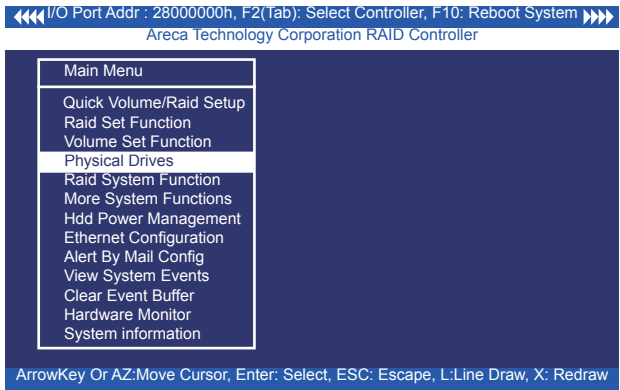 I/O Port Addr : 28000000h, F2(Tab): Select Controller, F10: Reboot System
Areca Technology Corporation RAID Controller
Main Menu
Quick Volume/Raid Setup
Raid Set Function
Volume Set Function
Physical Drives
Raid System Function
More System Functions
Hdd Power Management
Ethernet Configuration
Alert By Mail Config
View System Events
Clear Event Buffer
Hardware Monitor
System information
ArrowKey Or AZ:Move Cursor, Enter: Select, ESC: Escape, L:Line Draw, X: Redraw